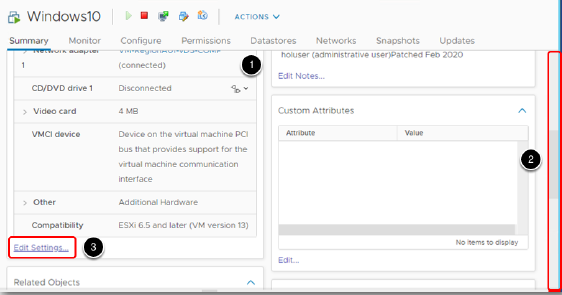 Windows10
ACTIONS
Summary Monitor Configure Permissions Datastores Networks Snapshots Updates
Network adapter
1
(connected)
1
holuser (administrative user)Patched Feb 2020
Edit Notes...
CD/DVD drive 1 Disconnected
Video card 4 MB
VMCI device Device on the virtual machine PCI
bus that provides support for the
virtual machine communication
interface
Other Additional Hardware
Compatibility ESXi 6.5 and later (VM version 13)
Edit Settings...
3
Related Objects
Custom Attributes
Attribute Value
2
No items to display
Edit...